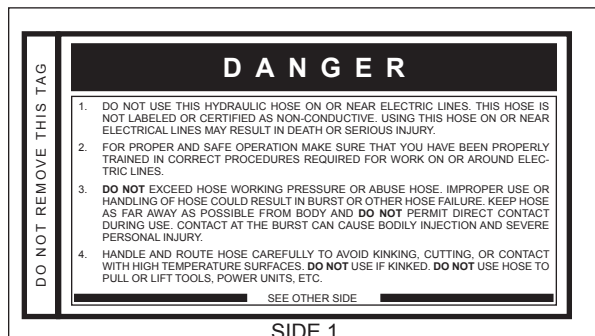 DO NOT REMOVE THIS TAG
DANGER
1. DO NOT USE THIS HYDRAULIC HOSE ON OR NEAR ELECTRIC LINES. THIS HOSE IS
NOT LABELED OR CERTIFIED AS NON-CONDUCTIVE. USING THIS HOSE ON OR NEAR
ELECTRICAL LINES MAY RESULT IN DEATH OR SERIOUS INJURY.
2. FOR PROPER AND SAFE OPERATION MAKE SURE THAT YOU HAVE BEEN PROPERLY
TRAINED IN CORRECT PROCEDURES REQUIRED FOR WORK ON OR AROUND ELEC-
TRIC LINES.
3. DO NOT EXCEED HOSE WORKING PRESSURE OR ABUSE HOSE. IMPROPER USE OR
HANDLING OF HOSE COULD RESULT IN BURST OR OTHER HOSE FAILURE. KEEP HOSE
AS FAR AWAY AS POSSIBLE FROM BODY AND DO NOT PERMIT DIRECT CONTACT
DURING USE. CONTACT AT THE BURST CAN CAUSE BODILY INJECTION AND SEVERE
PERSONAL INJURY.
4. HANDLE AND ROUTE HOSE CAREFULLY TO AVOID KINKING, CUTTING, OR CONTACT
WITH HIGH TEMPERATURE SURFACES. DO NOT USE IF KINKED. DO NOT USE HOSE TO
PULL OR LIFT TOOLS, POWER UNITS, ETC.
SEE OTHER SIDE
SIDE 1